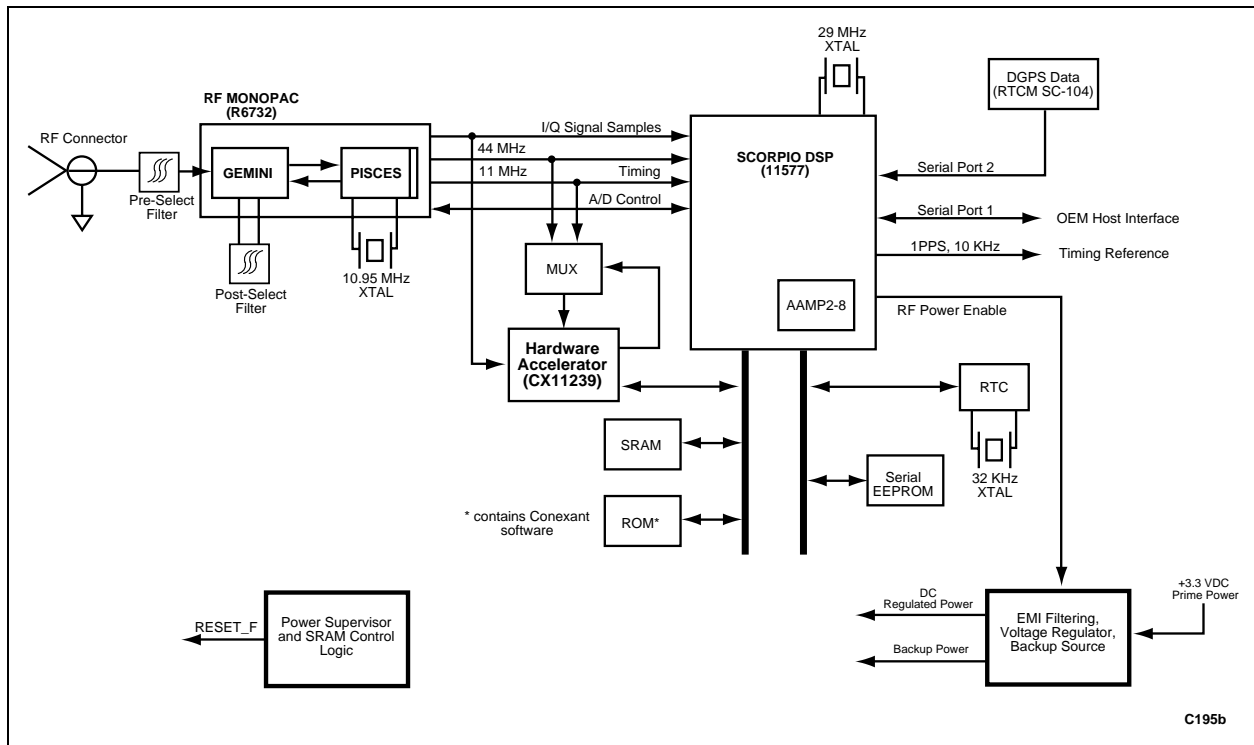 29 MHz
XTAL
DGPS Data
(RTCM SC-104)
RF MONOPAC
(R6732)
RF Connector
I/Q Signal Samples
44 MHz
SCORPIO DSP
(11577)
GEMINI
PISCES
11 MHz
Timing
Serial Port 2
Pre-Select
Filter
A/D Control
Serial Port 1
OEM Host Interface
1PPS, 10 KHz
Timing Reference
MUX
10.95 MHz
XTAL
Post-Select
Filter
AAMP2-8
RF Power Enable
Hardware
Accelerator
(CX11239)
RTC
SRAM
32 KHz
XTAL
Serial
EEPROM
* contains Conexant
software
ROM*
+3.3 VDC
Prime Power
DC
Regulated Power
EMI Filtering,
Voltage Regulator,
Backup Source
Backup Power
RESET_F
Power Supervisor
and SRAM Control
Logic
C195b